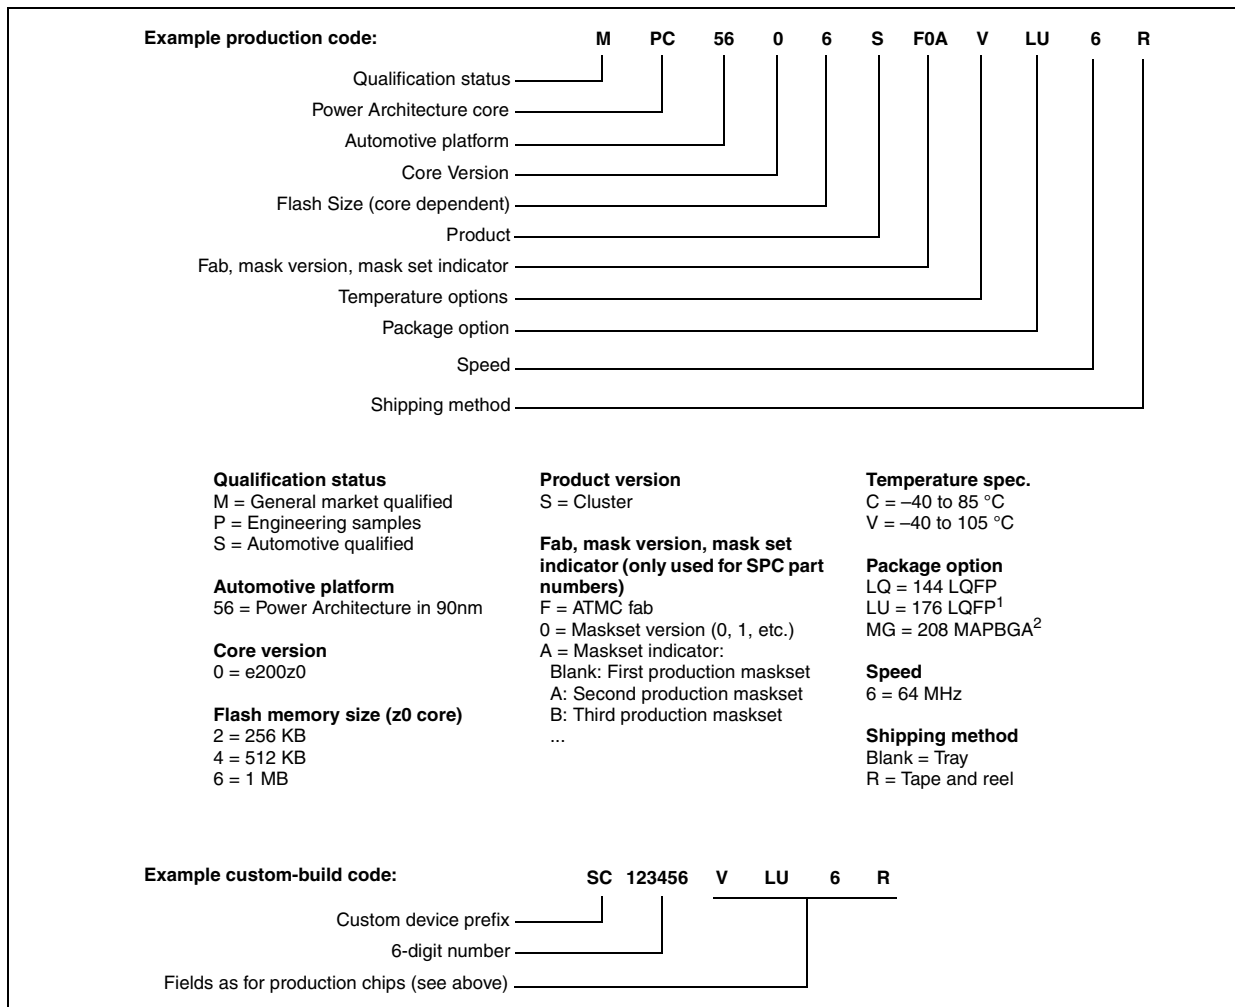 Example production code: M PC 56 0 6 S F0A V LU 6 R
Qualification status
Power Architecture core
Automotive platform
Core Version
Flash Size (core dependent)
Product
Fab, mask version, mask set indicator
Temperature options
Package option
Speed
Shipping method
Qualification status
M = General market qualified
P = Engineering samples
S = Automotive qualified
Automotive platform
56 = Power Architecture in 90nm
Core version
0 = e200z0
Flash memory size (z0 core)
2 = 256 KB
4 = 512 KB
6 = 1 MB
Product version
S = Cluster
Fab, mask version, mask set
indicator (only used for SPC part
numbers)
F = ATMC fab
0 = Maskset version (0, 1, etc.)
A = Maskset indicator:
Blank: First production maskset
A: Second production maskset
B: Third production maskset
...
Temperature spec.
C = –40 to 85 °C
V = –40 to 105 °C
Package option
LQ = 144 LQFP
LU = 176 LQFP1
MG = 208 MAPBGA2
Speed
6 = 64 MHz
Shipping method
Blank = Tray
R = Tape and reel
Example custom-build code: SC 123456 V LU 6 R
Custom device prefix
6-digit number
Fields as for production chips (see above)